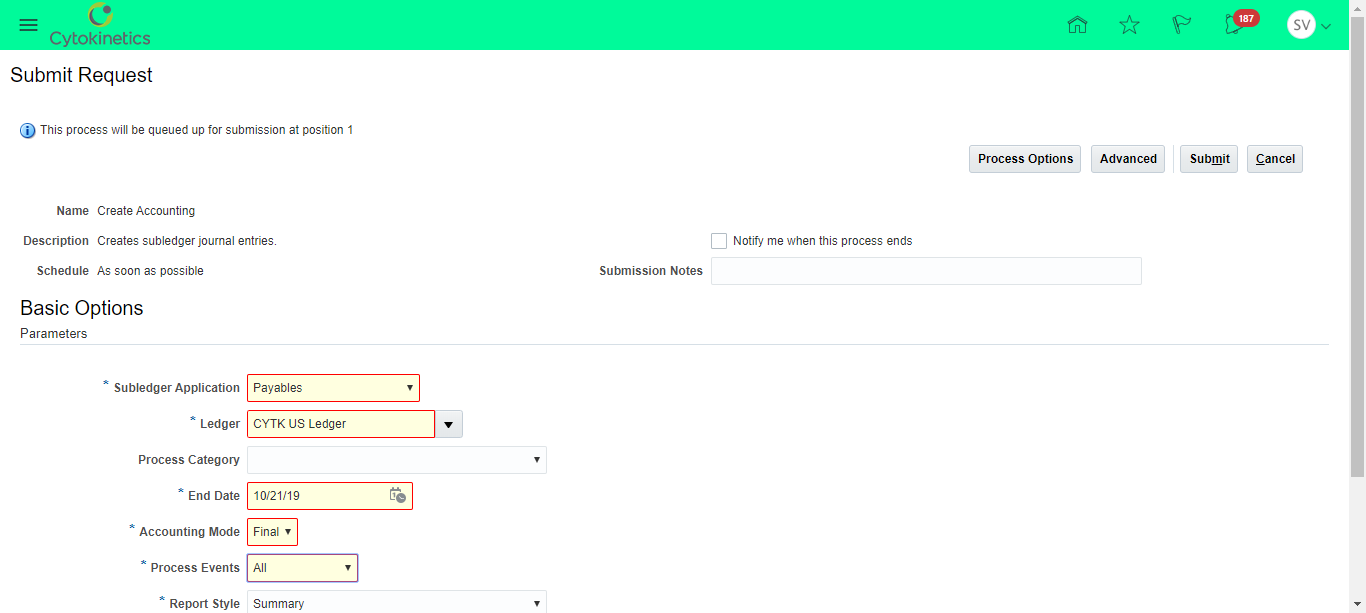 Cytokinetics
187
SV
Submit Request
This process will be queued up for submission at position 1
Process Options
Advanced
Submit
Cancel
Name Create Accounting
Description Creates subledger journal entries.
Notify me when this process ends
Schedule As soon as possible
Submission Notes
Basic Options
Parameters
* Subledger Application Payables
* Ledger CYTK US Ledger
Process Category
* End Date 10/21/19
* Accounting Mode Final
* Process Events All
* Report Style Summary